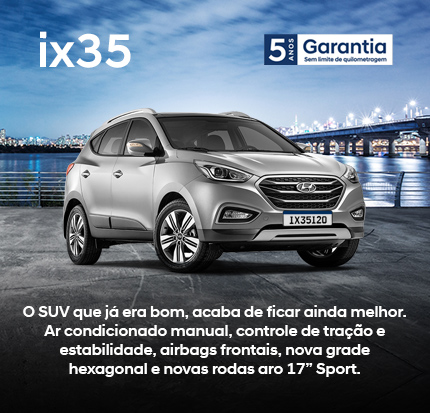 ix35
5 ANOS Garantia
Sem limite de quilometragem
1X35120
O SUV que já era bom, acaba de ficar ainda melhor.
Ar condicionado manual, controle de tração e
estabilidade, airbags frontais, nova grade
hexagonal e novas rodas aro 17” Sport.